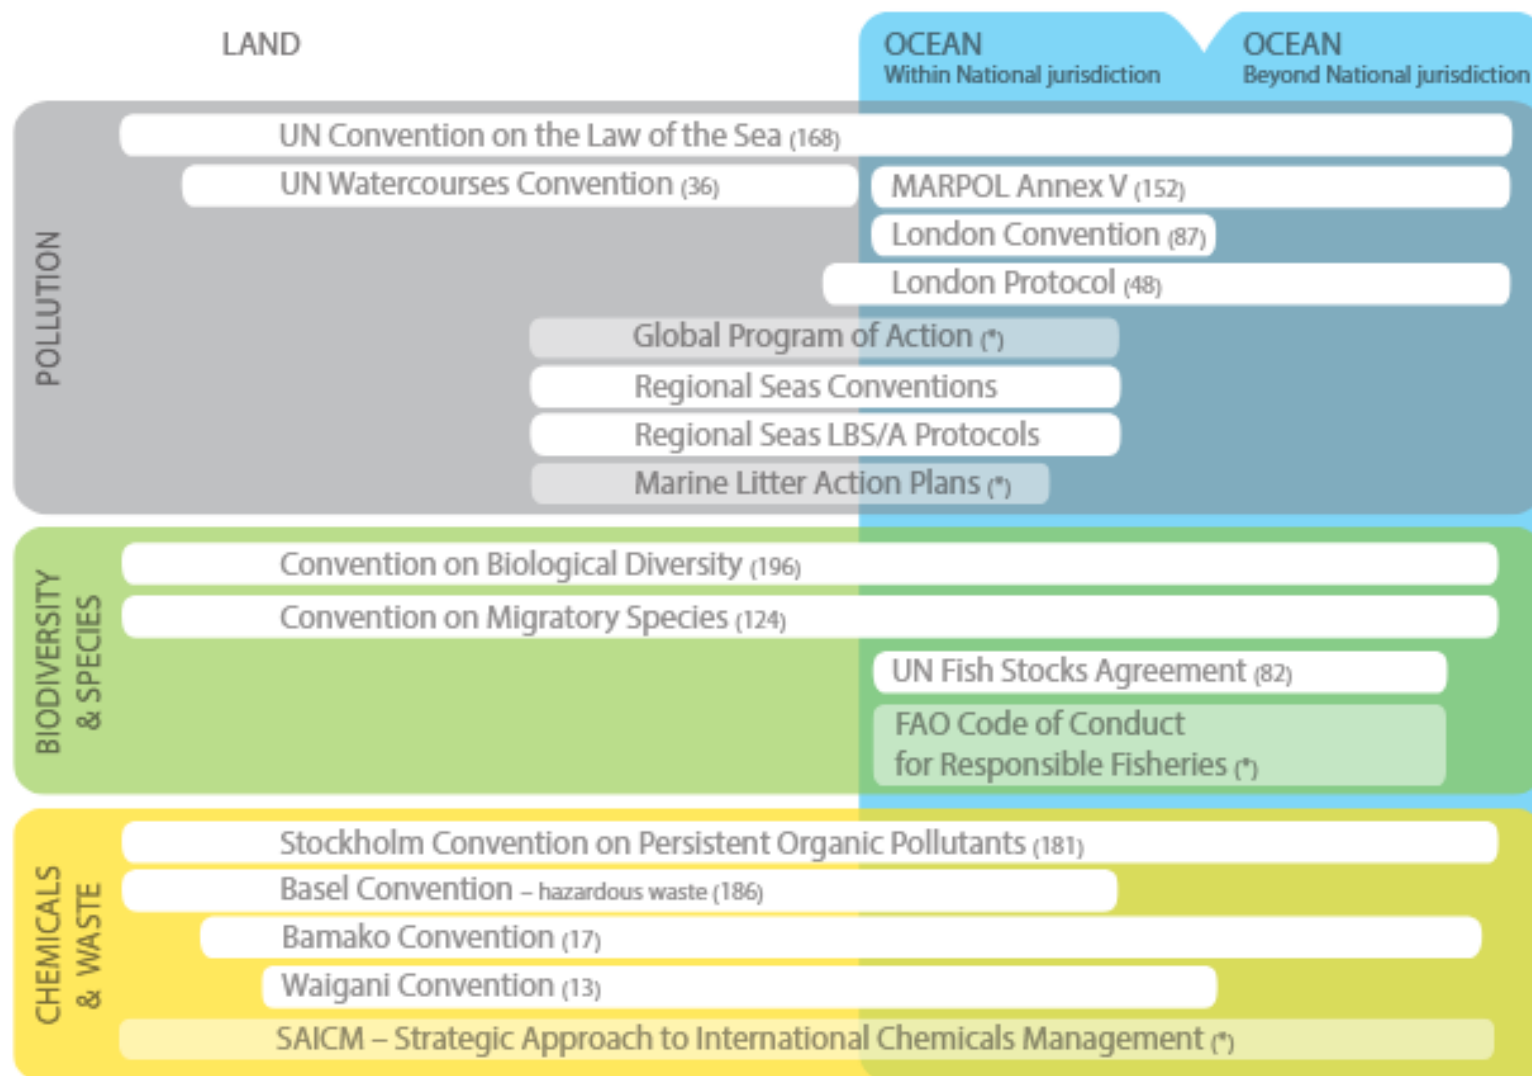 LAND
OCEAN
Within National jurisdiction
OCEAN
Beyond National jurisdiction
POLLUTION
UN Convention on the Law of the Sea (168)
UN Watercourses Convention (36)
MARPOL Annex V (152)
London Convention (87)
London Protocol (48)
Global Program of Action (*)
Regional Seas Conventions
Regional Seas LBS/A Protocols
Marine Litter Action Plans (*)
BIODIVERSITY
& SPECIES
Convention on Biological Diversity (196)
Convention on Migratory Species (124)
UN Fish Stocks Agreement (82)
FAO Code of Conduct
for Responsible Fisheries (*)
CHEMICALS
& WASTE
Stockholm Convention on Persistent Organic Pollutants (181)
Basel Convention – hazardous waste (186)
Bamako Convention (17)
Waigani Convention (13)
SAICM – Strategic Approach to International Chemicals Management (*)